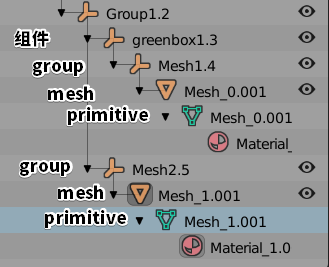 Group1.2
组件 greenbox1.3
group Mesh1.4
mesh Mesh_0.001
primitive Mesh_0.001
Material_
group Mesh2.5
mesh Mesh_1.001
primitive Mesh_1.001
Material_1.0